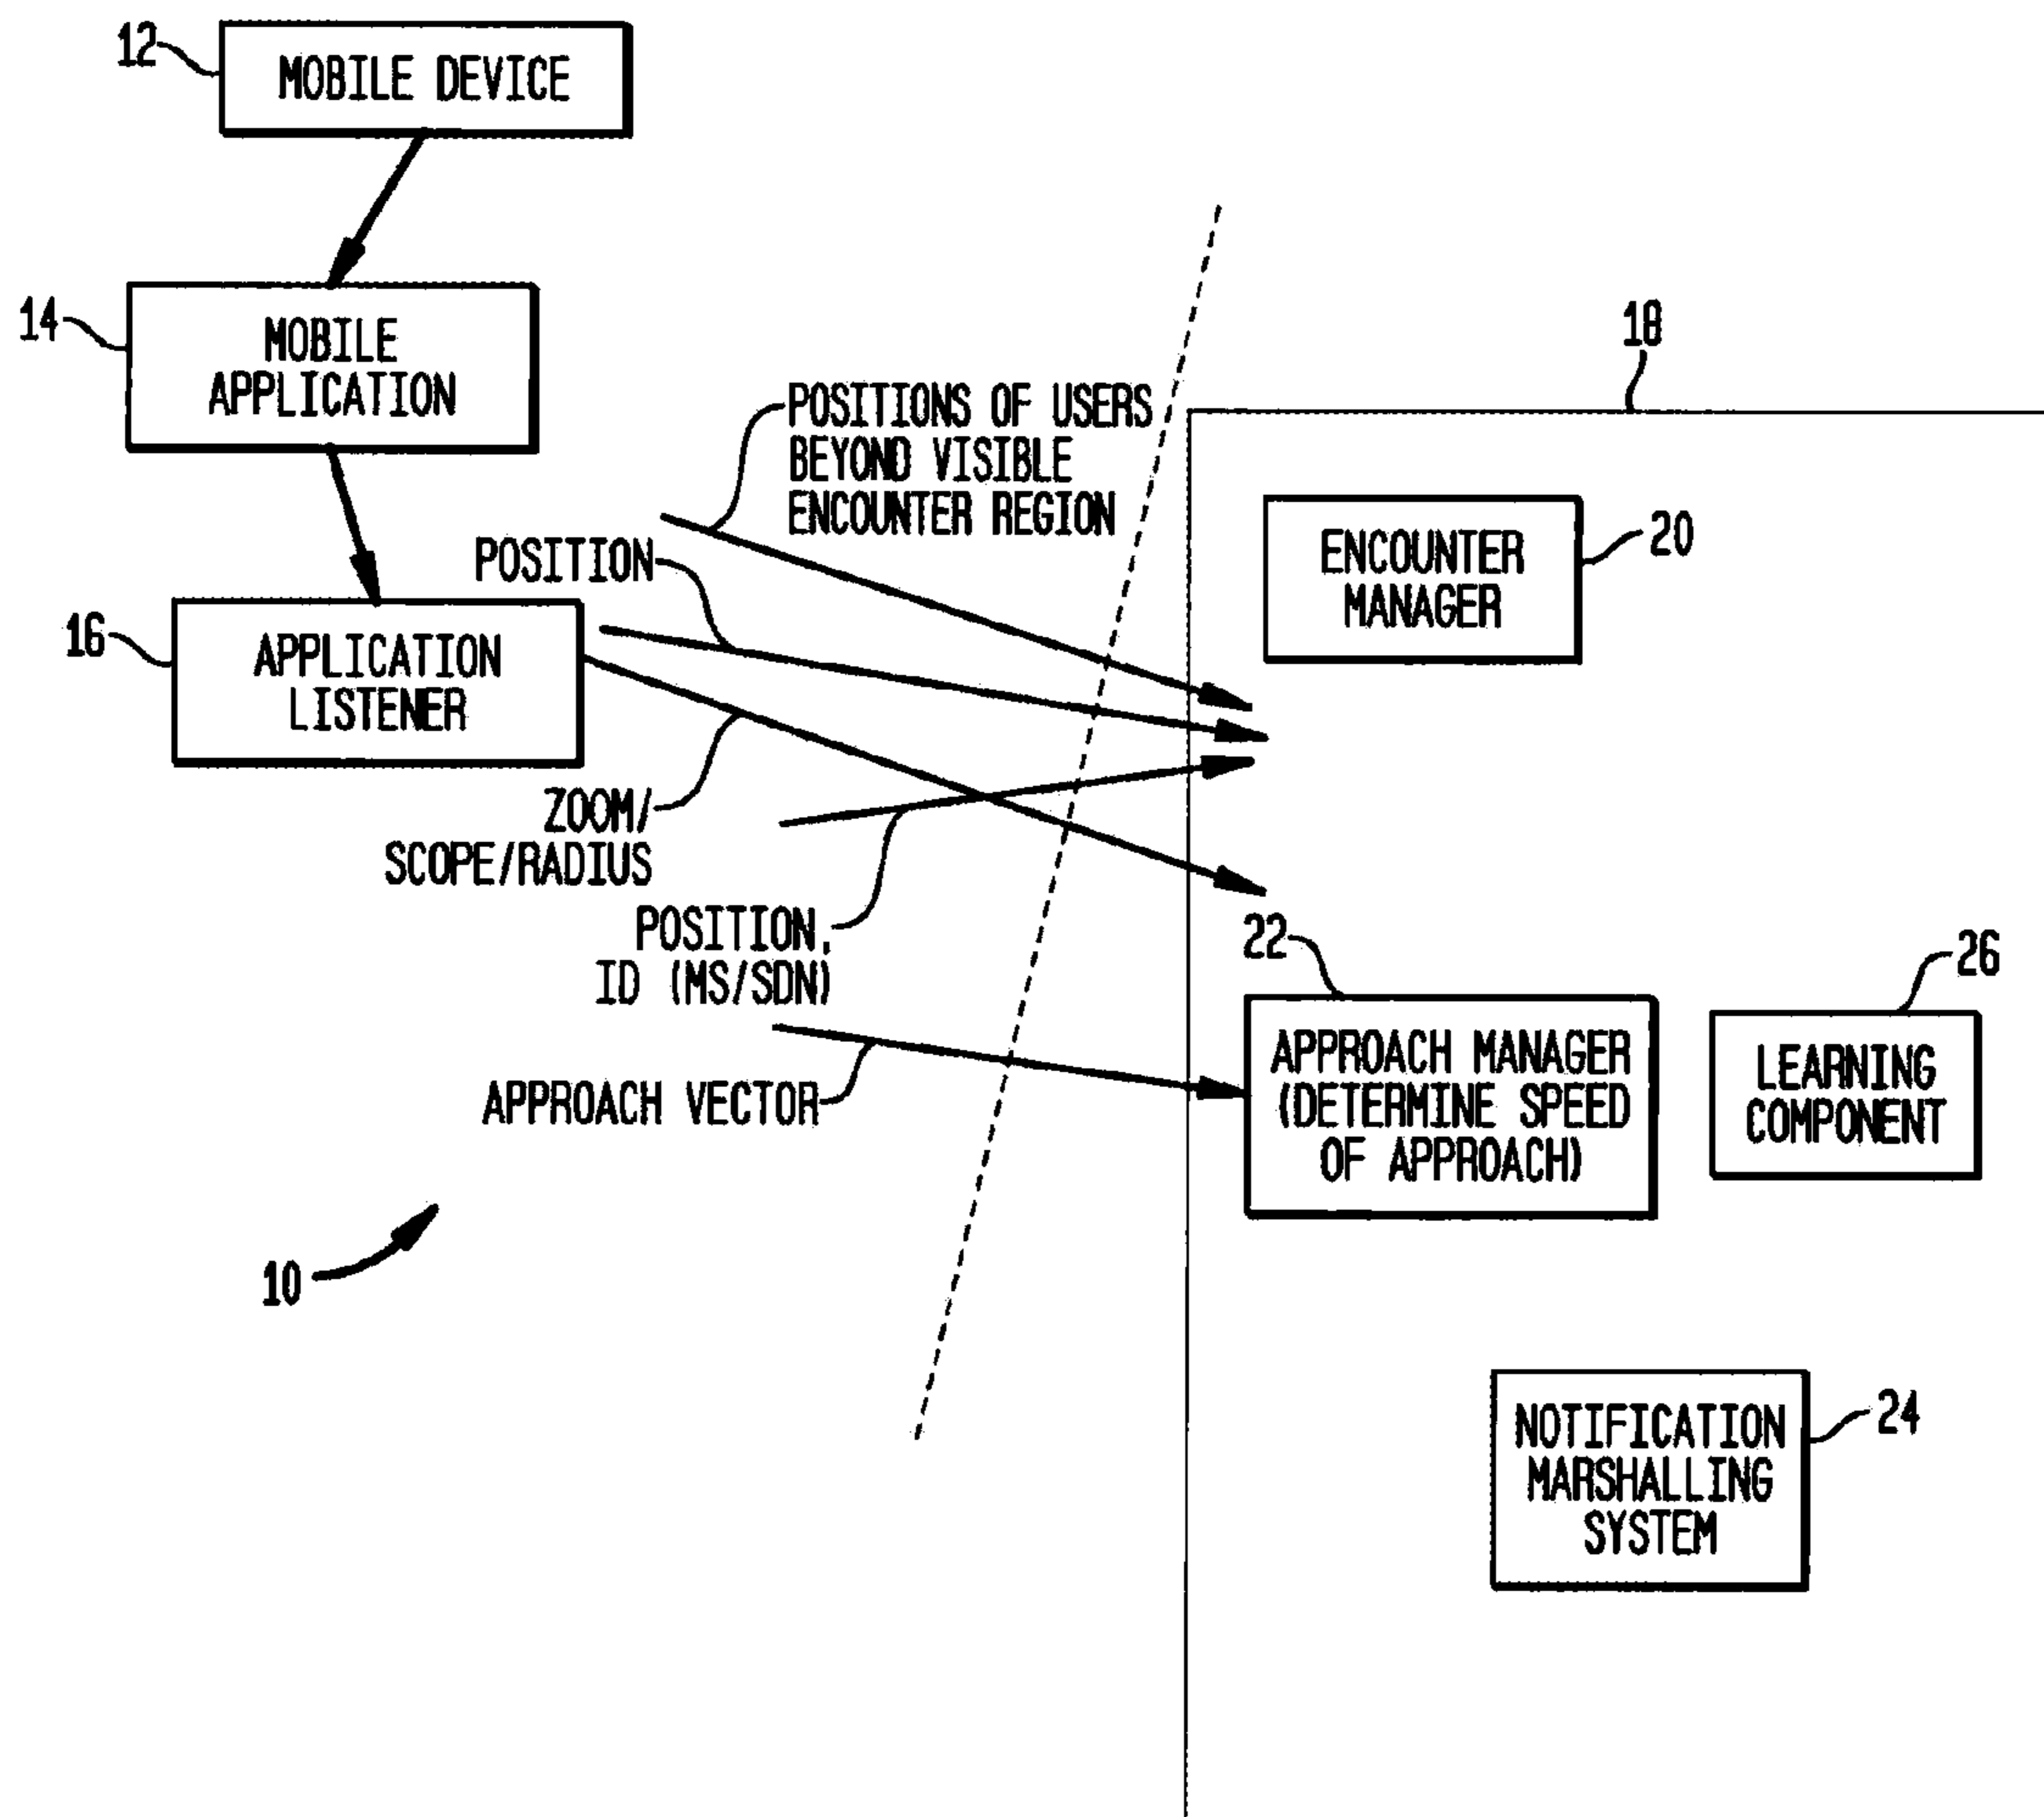 12
MOBILE DEVICE
14
MOBILE
APPLICATION
16
APPLICATION
LISTENER
POSITIONS OF USERS
BEYOND VISIBLE
ENCOUNTER REGION
POSITION
ZOOM/
SCOPE/RADIUS
POSITION,
ID (MS/SDN)
APPROACH VECTOR
10
18
ENCOUNTER
MANAGER
20
22
APPROACH MANAGER
(DETERMINE SPEED
OF APPROACH)
26
LEARNING
COMPONENT
NOTIFICATION
MARSHALLING
SYSTEM
24